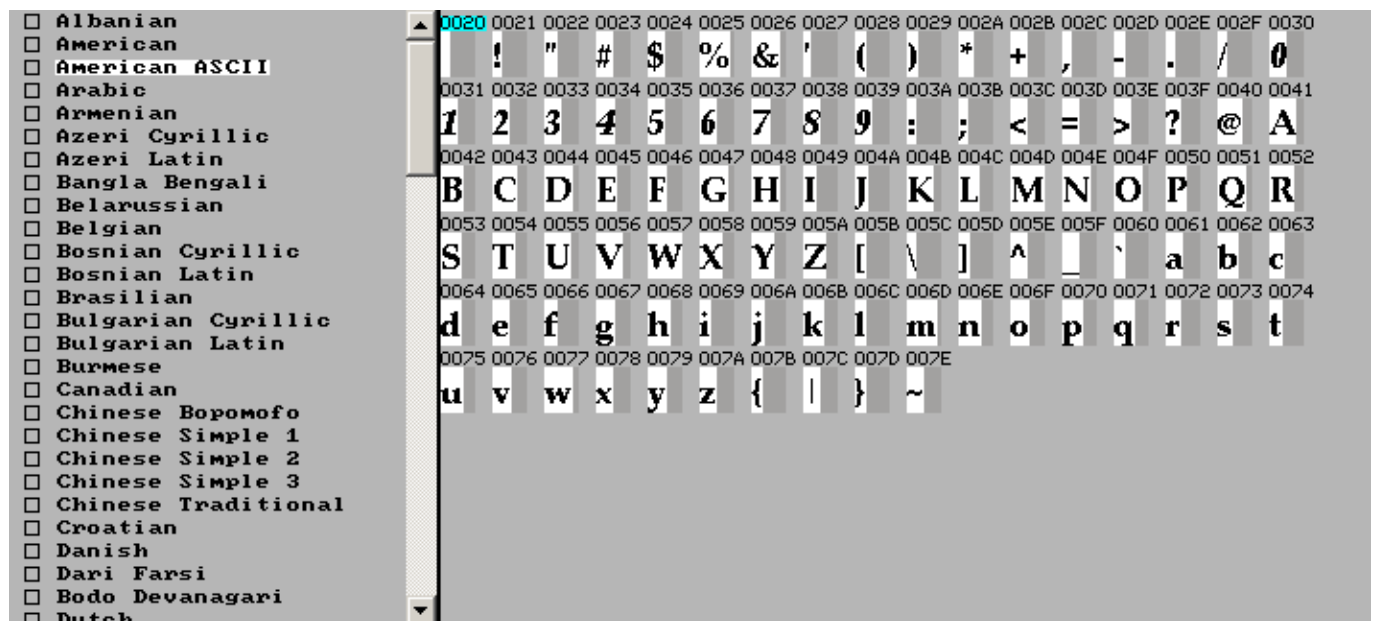 Albanian
American
American ASCII
Arabic
Armenian
Azeri Cyrillic
Azeri Latin
Bangla Bengali
Belarussian
Belgian
Bosnian Cyrillic
Bosnian Latin
Brasilian
Bulgarian Cyrillic
Bulgarian Latin
Burmese
Canadian
Chinese Bopomofo
Chinese Simple 1
Chinese Simple 2
Chinese Simple 3
Chinese Traditional
Croatian
Danish
Dari Farsi
Bodo Devanagari
Dutch
0020 0021 0022 0023 0024 0025 0026 0027 0028 0029 002A 002B 002C 002D 002E 002F 0030
! " # $ % & ' ( ) * + , - . / 0
0031 0032 0033 0034 0035 0036 0037 0038 0039 003A 003B 003C 003D 003E 003F 0040 0041
1 2 3 4 5 6 7 8 9 : ; < = > ? @ A
0042 0043 0044 0045 0046 0047 0048 0049 004A 004B 004C 004D 004E 004F 0050 0051 0052
B C D E F G H I J K L M N O P Q R
0053 0054 0055 0056 0057 0058 0059 005A 005B 005C 005D 005E 005F 0060 0061 0062 0063
S T U V W X Y Z [ \ ] ^ _ ` a b c
0064 0065 0066 0067 0068 0069 006A 006B 006C 006D 006E 006F 0070 0071 0072 0073 0074
d e f g h i j k l m n o p q r s t
0075 0076 0077 0078 0079 007A 007B 007C 007D 007E
u v w x y z { | } ~